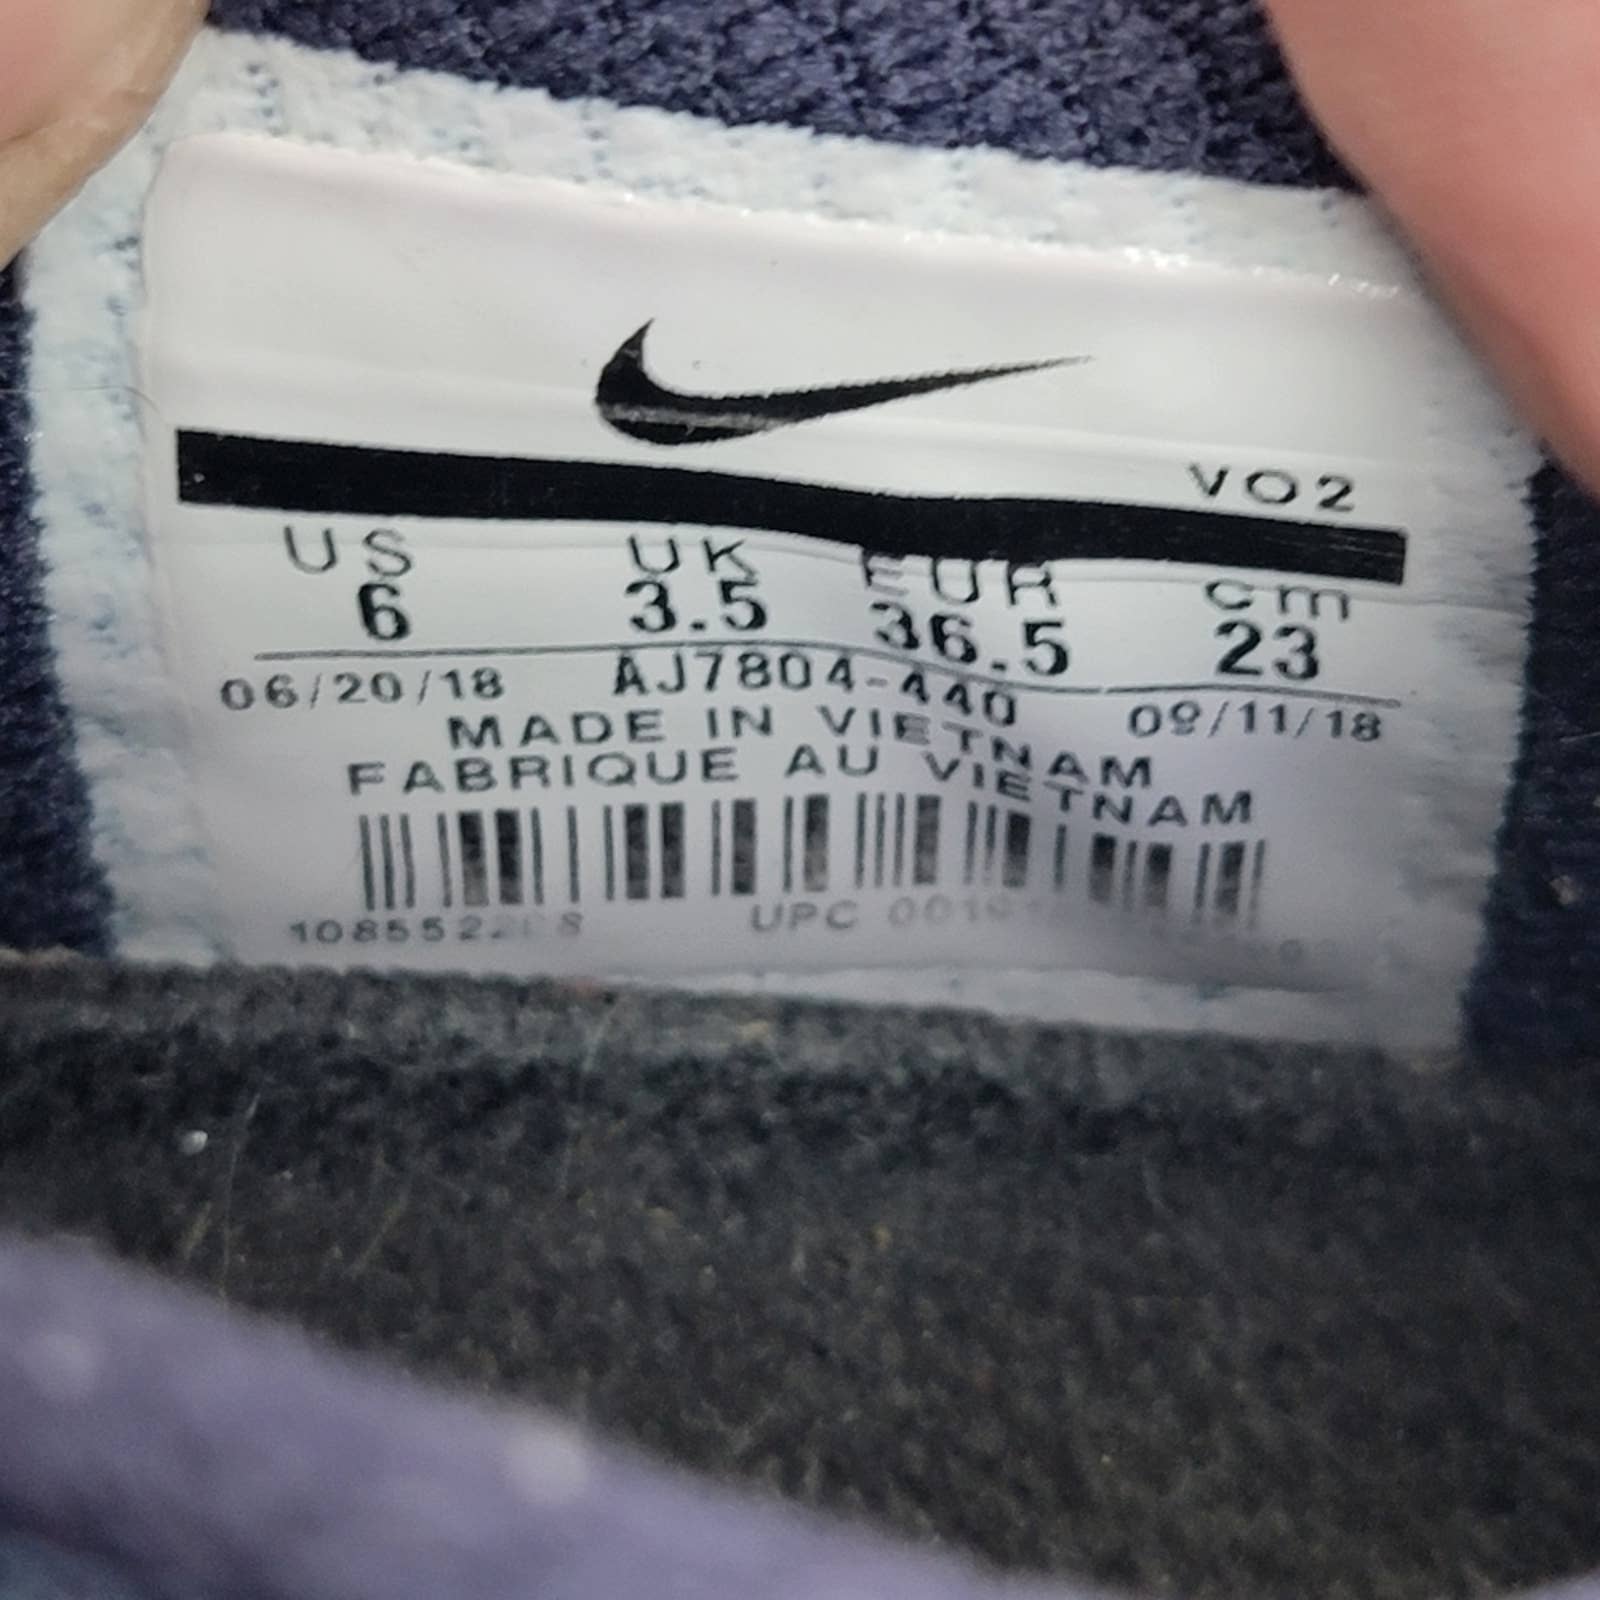 VO2
US UK EUR cm
6 3.5 36.5 23
06/20/18 AJ7804-440 09/11/18
MADE IN VIETNAM
FABRIQUE AU VIETNAM
UPC